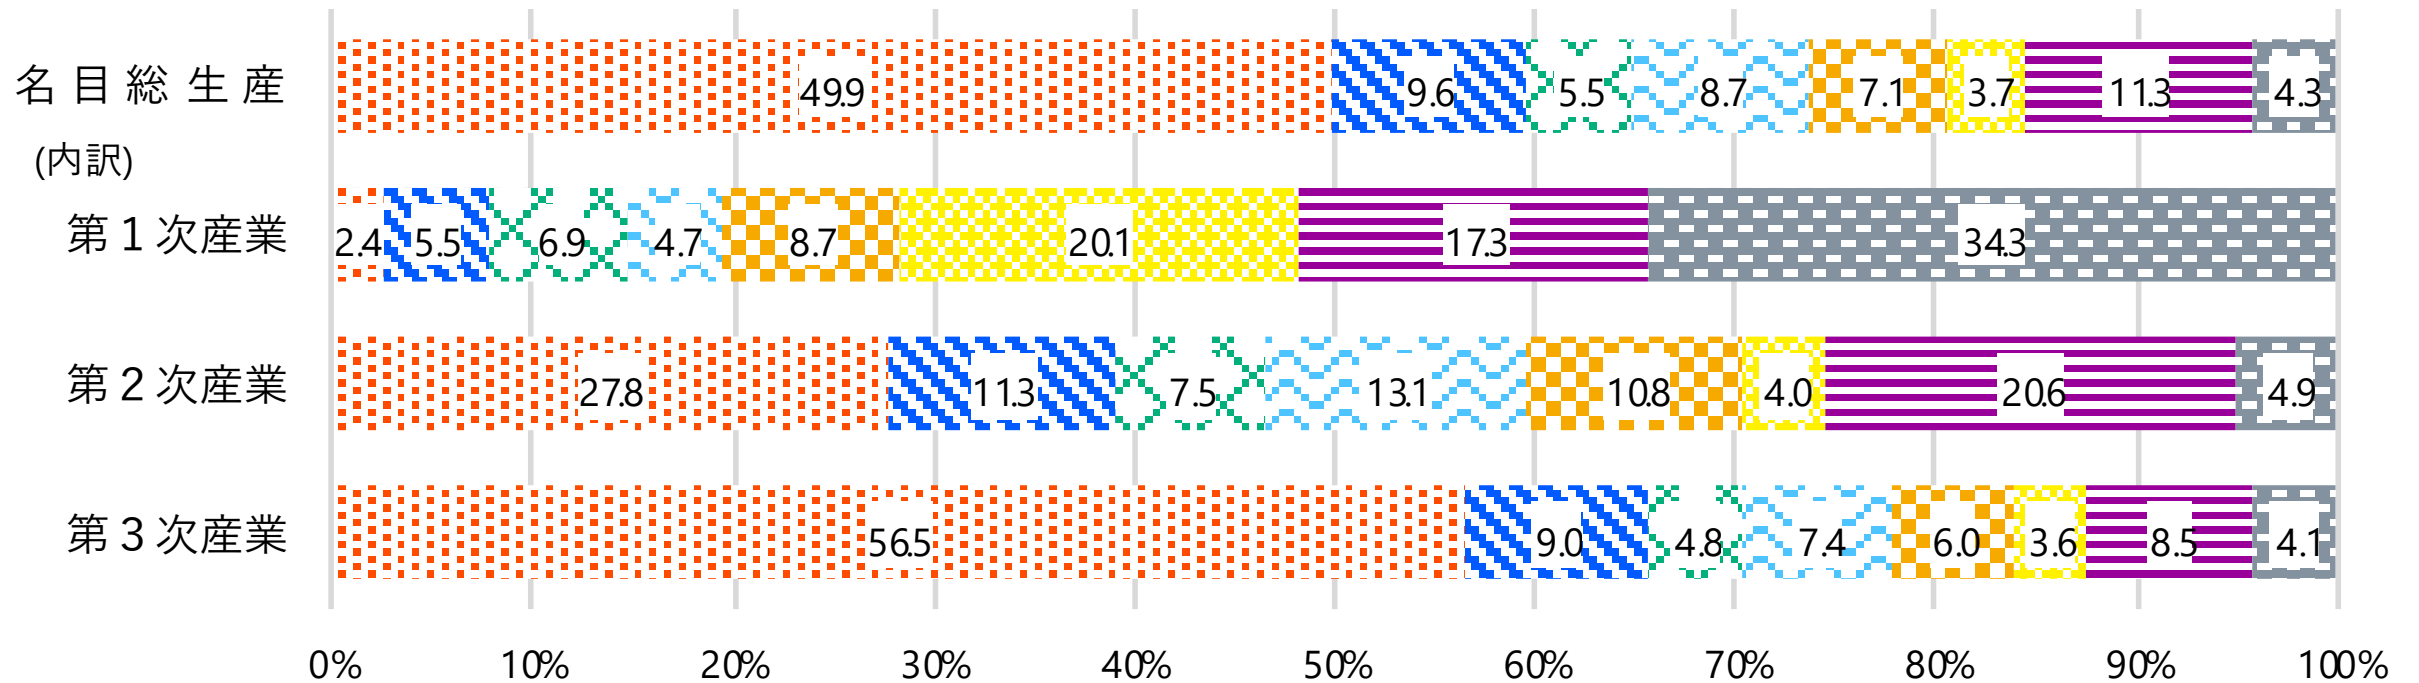 名目総生産 49.9 9.6 5.5 8.7 7.1 3.7 11.3 4.3
(内訳)
第1次産業 2.4 5.5 6.9 4.7 8.7 20.1 17.3 34.3
第2次産業 27.8 11.3 7.5 13.1 10.8 4.0 20.6 4.9
第3次産業 56.5 9.0 4.8 7.4 6.0 3.6 8.5 4.1
0% 10% 20% 30% 40% 50% 60% 70% 80% 90% 100%